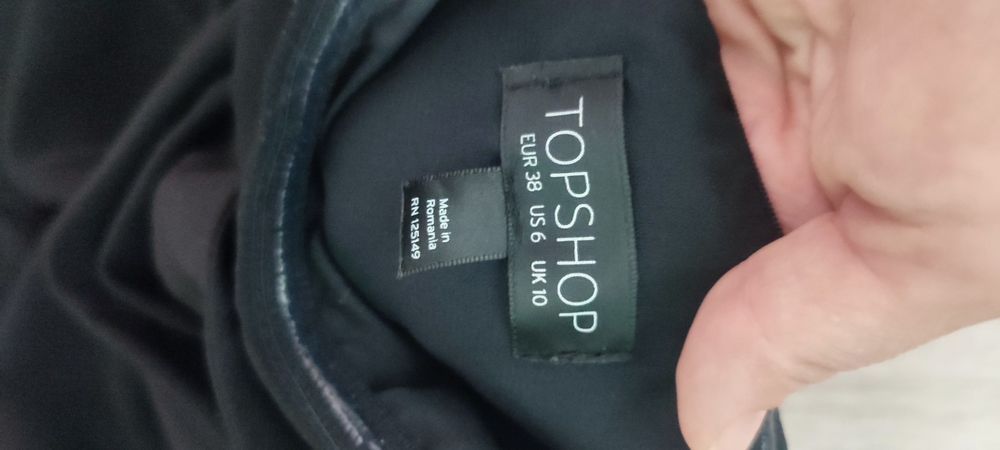 TOPSHOP
EUR 38 US 6 UK 10
Made in
Romania
RN 125149